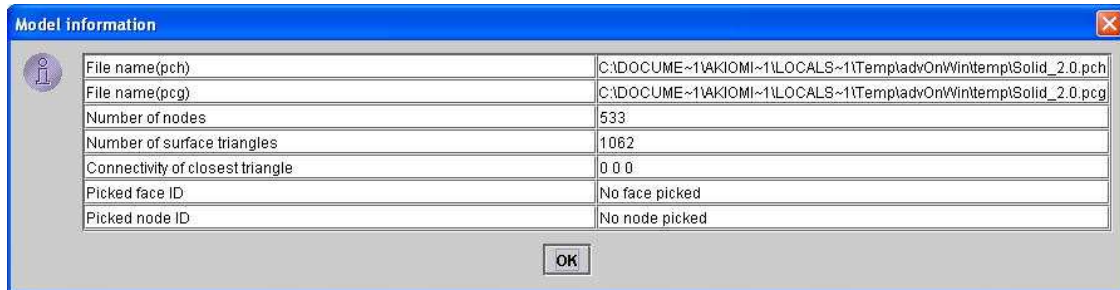 Model information
File name(pch) C:\DOCUME~1\AKIOMI~1\LOCALS~1\Temp\advOnWin\temp\Solid_2.0.pch
File name(pcg) C:\DOCUME~1\AKIOMI~1\LOCALS~1\Temp\advOnWin\temp\Solid_2.0.pcg
Number of nodes 533
Number of surface triangles 1062
Connectivity of closest triangle 0 0 0
Picked face ID No face picked
Picked node ID No node picked
OK